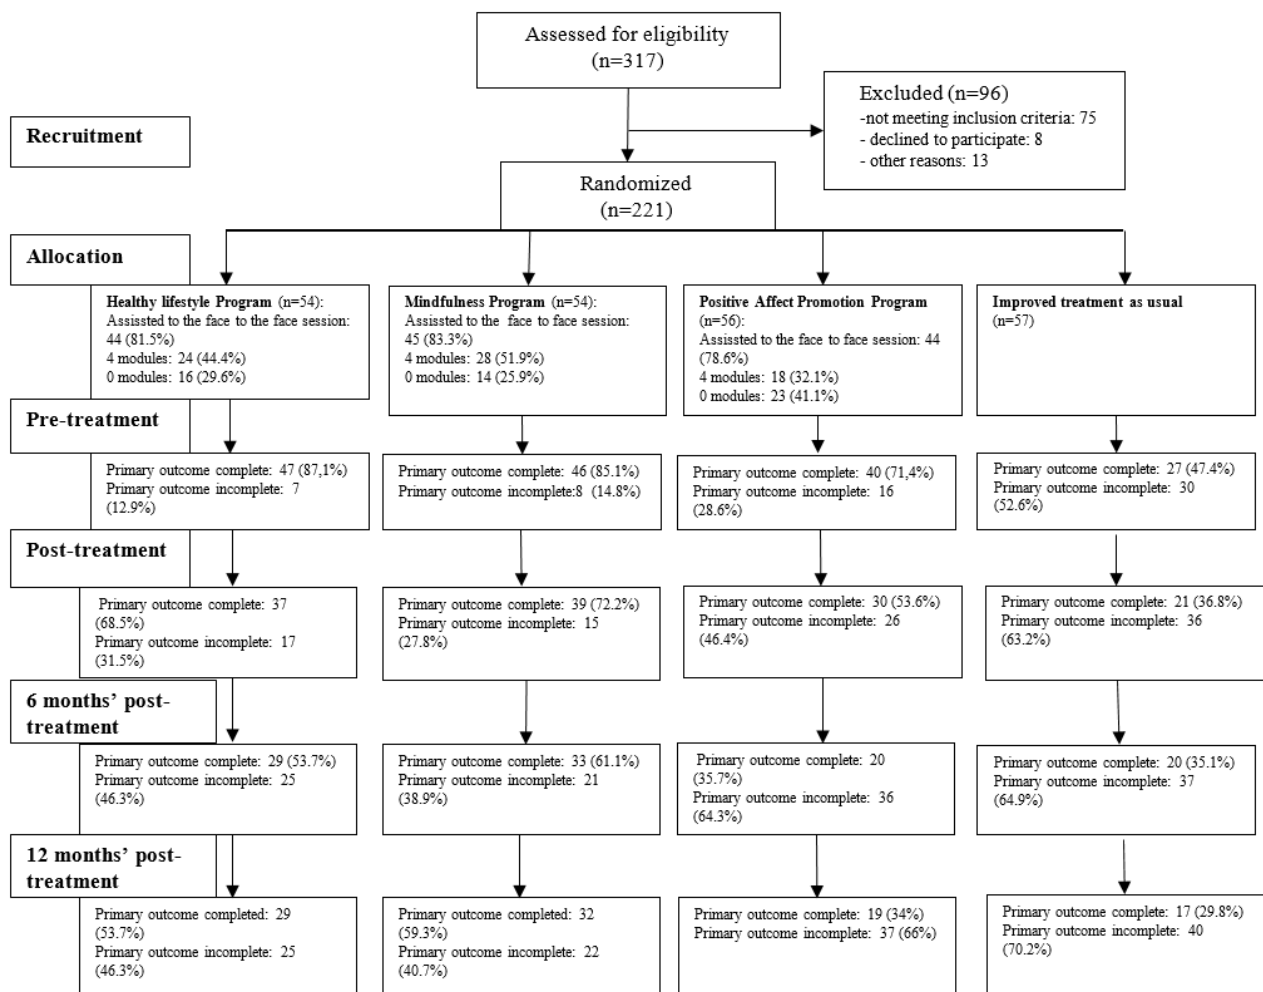 Assessed for eligibility
(n=317)
Excluded (n=96)
-not meeting inclusion criteria: 75
- declined to participate: 8
- other reasons: 13
Recruitment
Randomized
(n=221)
Allocation
Healthy lifestyle Program (n=54):
Assissted to the face to the face session:
44 (81.5%)
4 modules: 24 (44.4%)
0 modules: 16 (29.6%)
Mindfulness Program (n=54):
Assissted to the face to face session:
45 (83.3%)
4 modules: 28 (51.9%)
0 modules: 14 (25.9%)
Positive Affect Promotion Program
(n=56):
Assissted to the face to face session: 44
(78.6%)
4 modules: 18 (32.1%)
0 modules: 23 (41.1%)
Improved treatment as usual
(n=57)
Pre-treatment
Primary outcome complete: 47 (87,1%)
Primary outcome incomplete: 7
(12.9%)
Primary outcome complete: 46 (85.1%)
Primary outcome incomplete:8 (14.8%)
Primary outcome complete: 40 (71,4%)
Primary outcome incomplete: 16
(28.6%)
Primary outcome complete: 27 (47.4%)
Primary outcome incomplete: 30
(52.6%)
Post-treatment
Primary outcome complete: 37
(68.5%)
Primary outcome incomplete: 17
(31.5%)
Primary outcome complete: 39 (72.2%)
Primary outcome incomplete: 15
(27.8%)
Primary outcome complete: 30 (53.6%)
Primary outcome incomplete: 26
(46.4%)
Primary outcome complete: 21 (36.8%)
Primary outcome incomplete: 36
(63.2%)
6 months’ post-
treatment
Primary outcome complete: 29 (53.7%)
Primary outcome incomplete: 25
(46.3%)
Primary outcome complete: 33 (61.1%)
Primary outcome incomplete: 21
(38.9%)
Primary outcome complete: 20
(35.7%)
Primary outcome incomplete: 36
(64.3%)
Primary outcome complete: 20 (35.1%)
Primary outcome incomplete: 37
(64.9%)
12 months’ post-
treatment
Primary outcome completed: 29
(53.7%)
Primary outcome incomplete: 25
(46.3%)
Primary outcome completed: 32
(59.3%)
Primary outcome incomplete: 22
(40.7%)
Primary outcome complete: 19 (34%)
Primary outcome incomplete: 37 (66%)
Primary outcome complete: 17 (29.8%)
Primary outcome incomplete: 40
(70.2%)